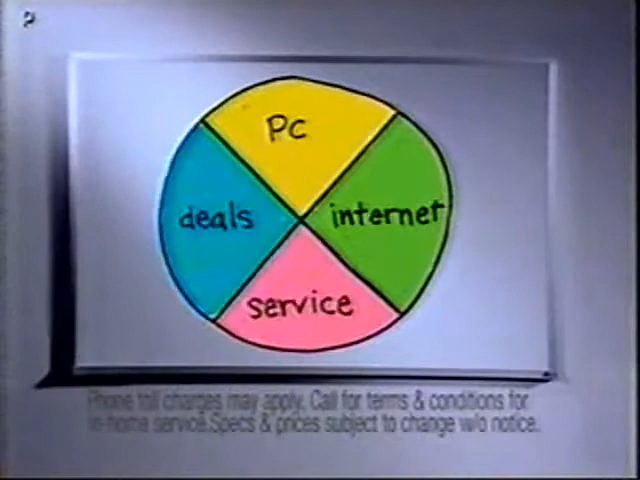 Pc
deals
internet
service
Phone toll charges may apply. Call for terms & conditions for
in-home service.Specs & prices subject to change w/o notice.